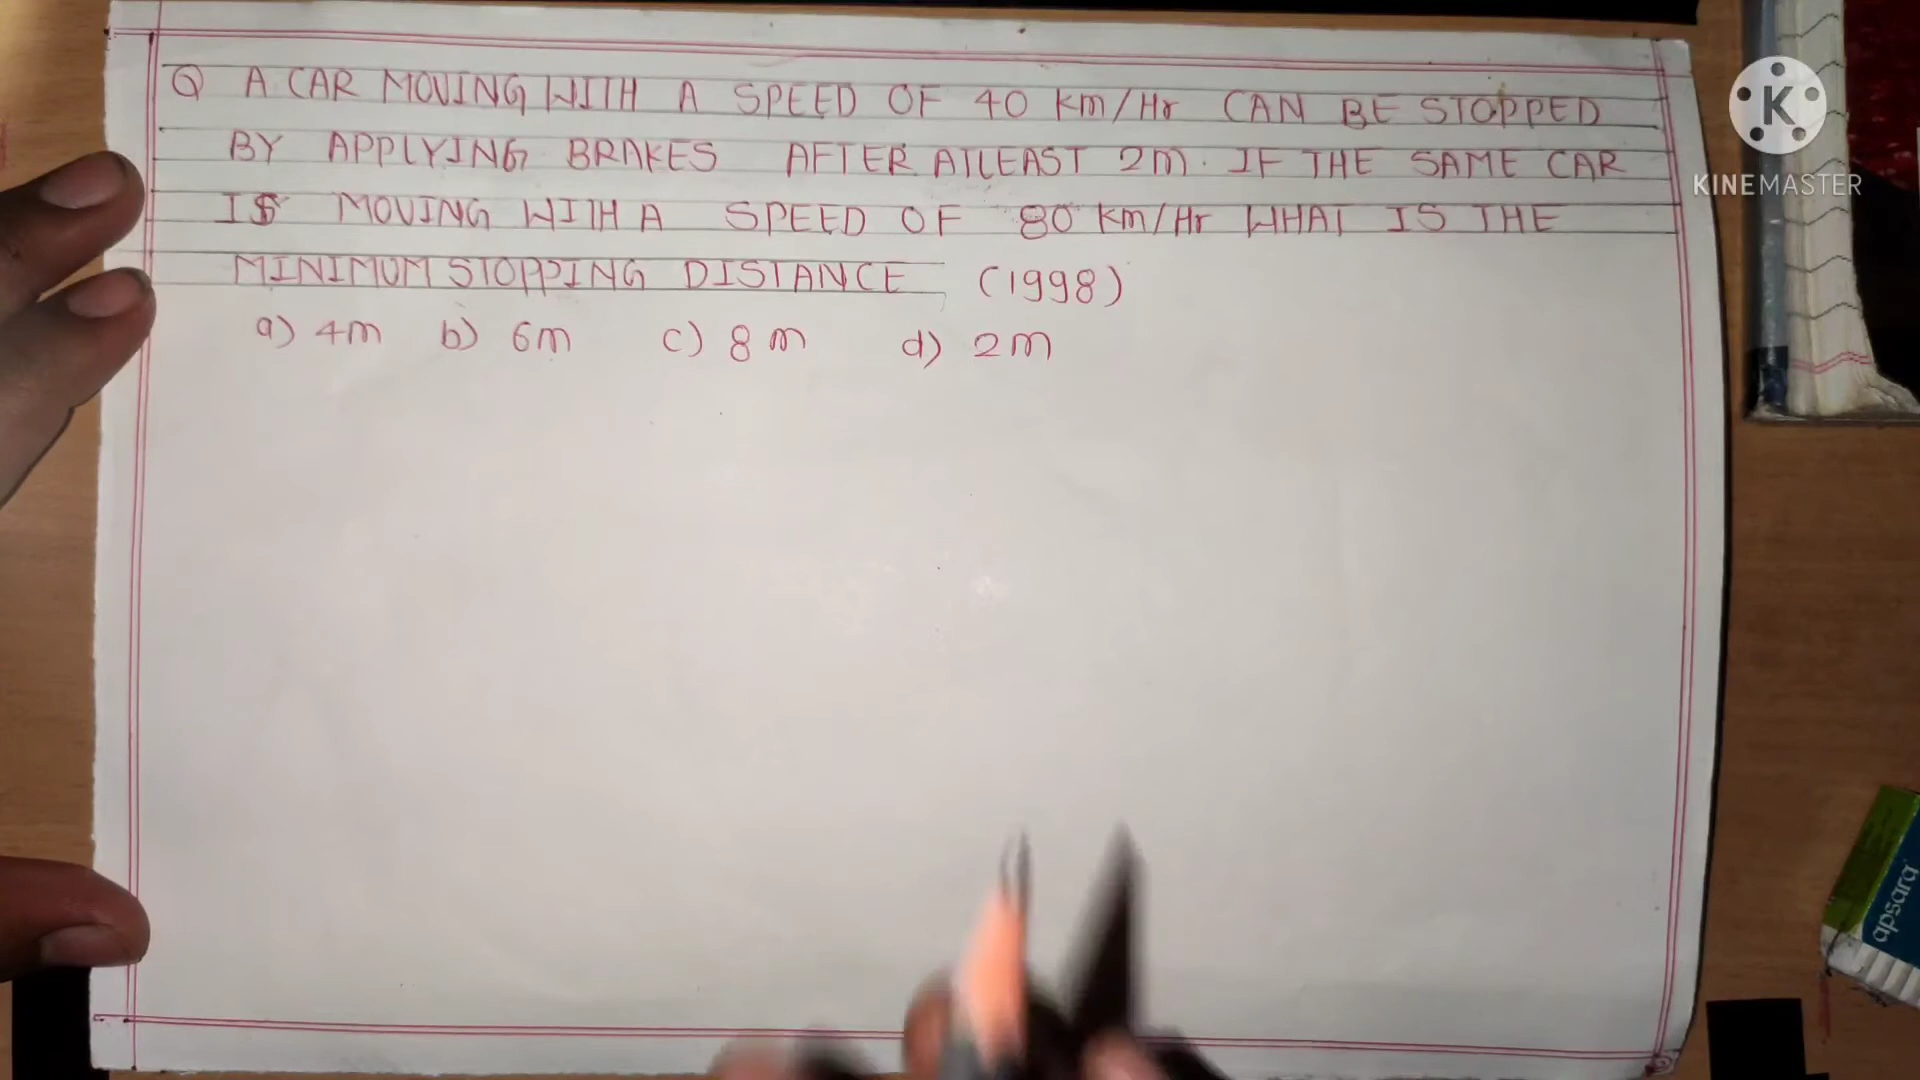 Q A CAR MOVING WITH A SPEED OF 40 Km/Hr CAN BE STOPPED
BY APPLYING BRAKES AFTER ATLEAST 2M. IF THE SAME CAR
IS MOVING WITH A SPEED OF 80 Km/Hr WHAT IS THE
MINIMUM STOPPING DISTANCE (1998)
a) 4m b) 6m c) 8 m d) 2m
K
KINEMASTER
apsara